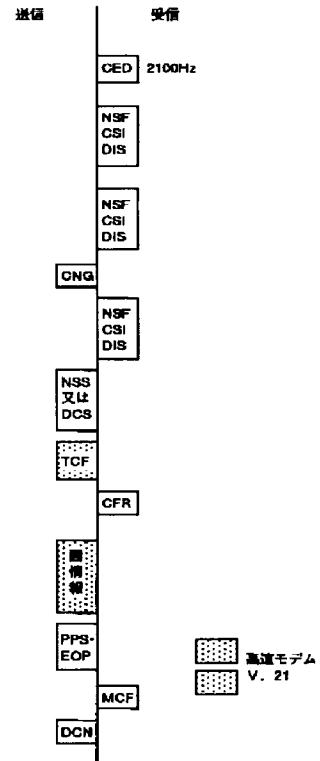 送信 受信
CED 2100Hz
NSF
CSI
DIS
NSF
CSI
DIS
CNG
NSF
CSI
DIS
NSS
又は
DCS
TCF
CFR
画
情
報
PPS-
EOP
高速モデム
V. 21
MCF
DCN